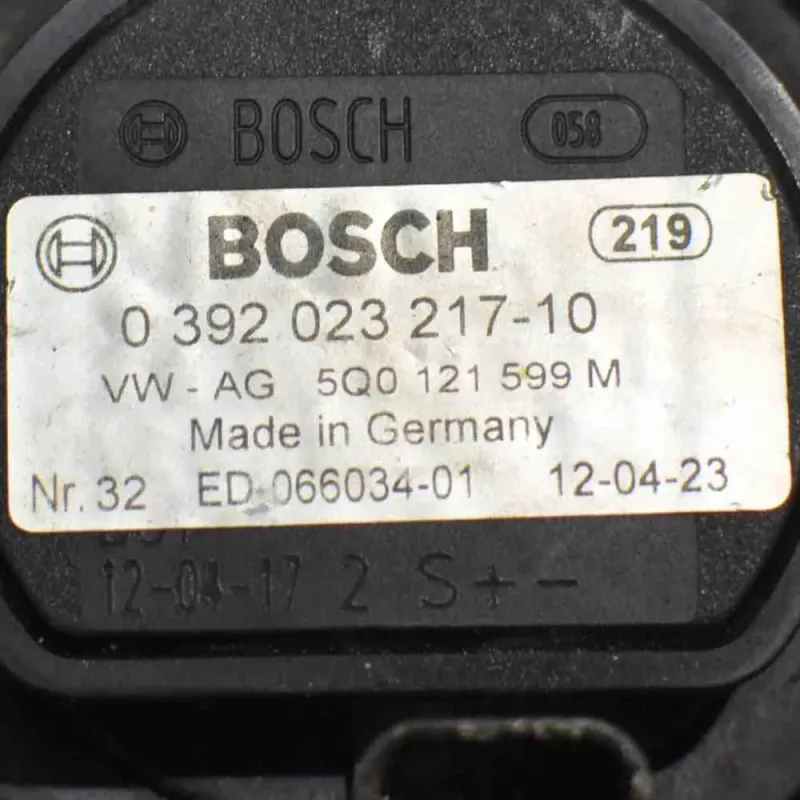 BOSCH 058
BOSCH 219
0 392 023 217-10
VW - AG 5Q0 121 599 M
Made in Germany
Nr. 32 ED-066034-01 12-04-23
12-04-17 2 S + -